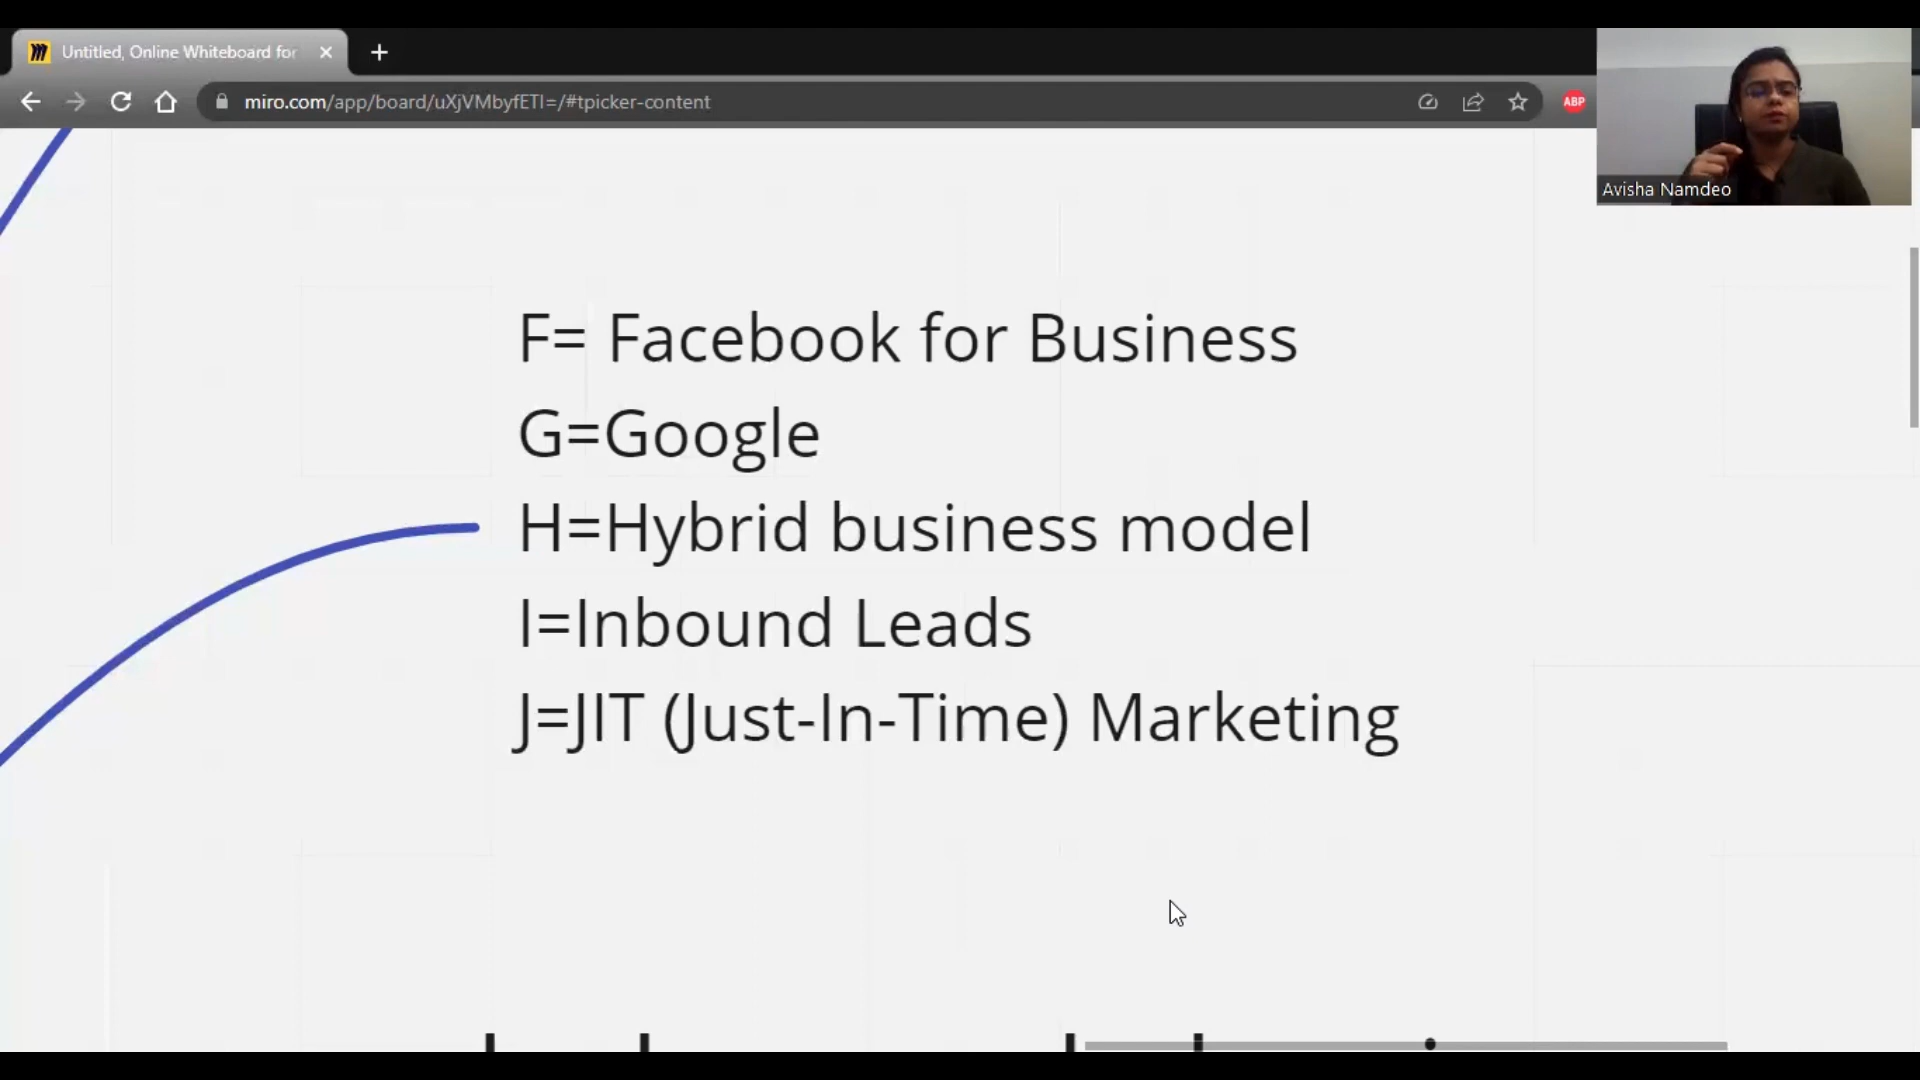 Untitled, Online Whiteboard for
miro.com/app/board/uXjVMbyfETI=/#tpicker-content
ABP
Avisha Namdeo
F= Facebook for Business
G=Google
H=Hybrid business model
I=Inbound Leads
J=JIT (Just-In-Time) Marketing